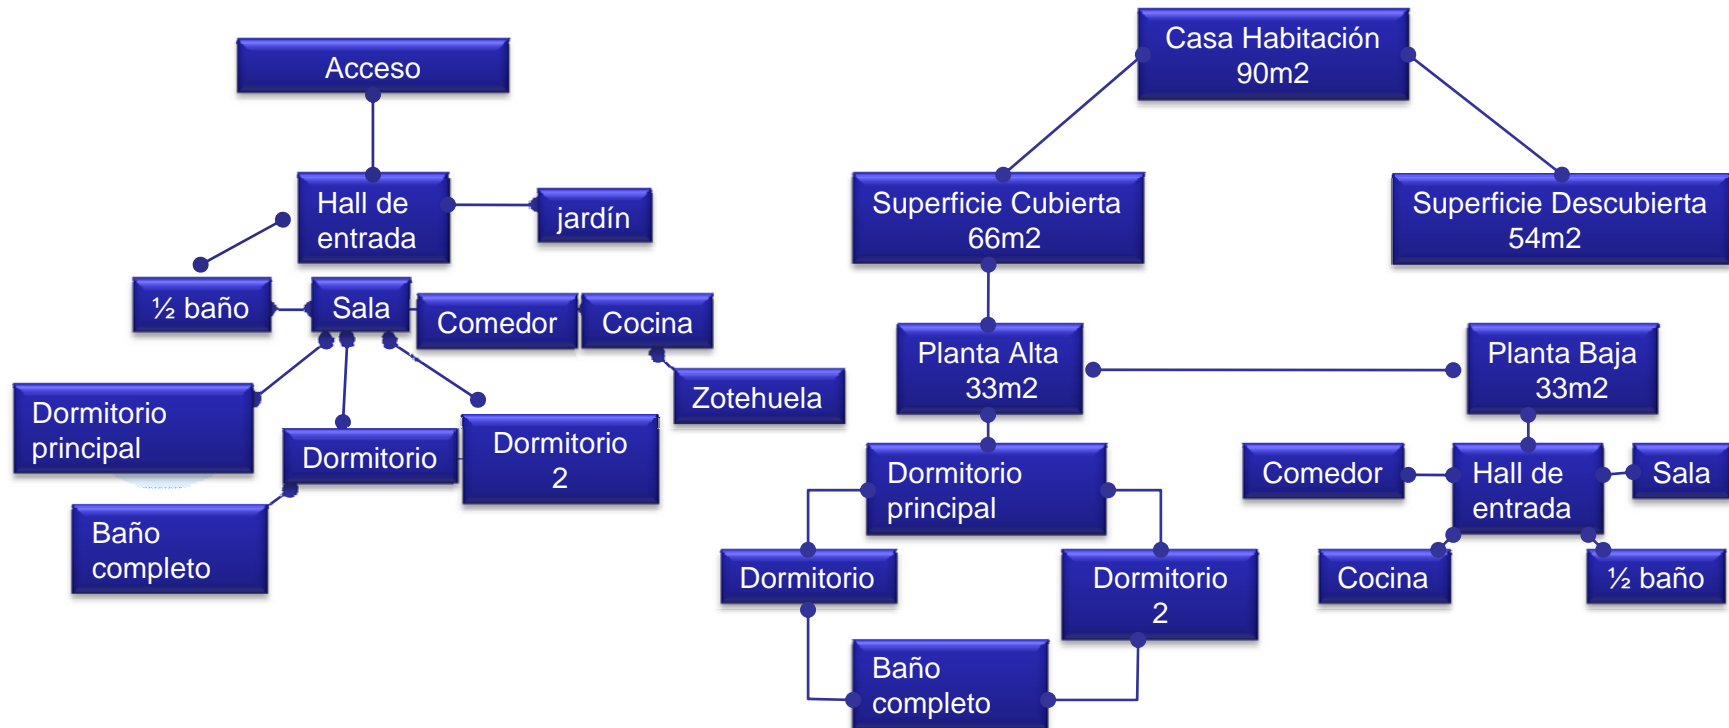 Acceso
Hall de
entrada
jardín
½ baño
Sala
Comedor
Cocina
Zotehuela
Dormitorio
principal
Dormitorio
Dormitorio
2
Baño
completo
Casa Habitación
90m2
Superficie Cubierta
66m2
Superficie Descubierta
54m2
Planta Alta
33m2
Planta Baja
33m2
Dormitorio
principal
Dormitorio
Dormitorio
2
Baño
completo
Comedor
Hall de
entrada
Sala
Cocina
½ baño